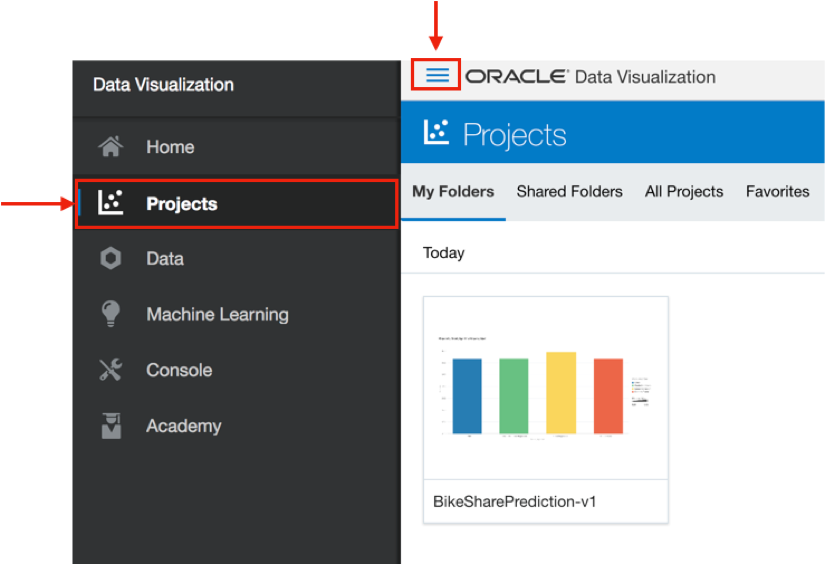 Data Visualization
Home
Projects
Data
Machine Learning
Console
Academy
ORACLE® Data Visualization
Projects
My Folders Shared Folders All Projects Favorites
Today
BikeSharePrediction-v1